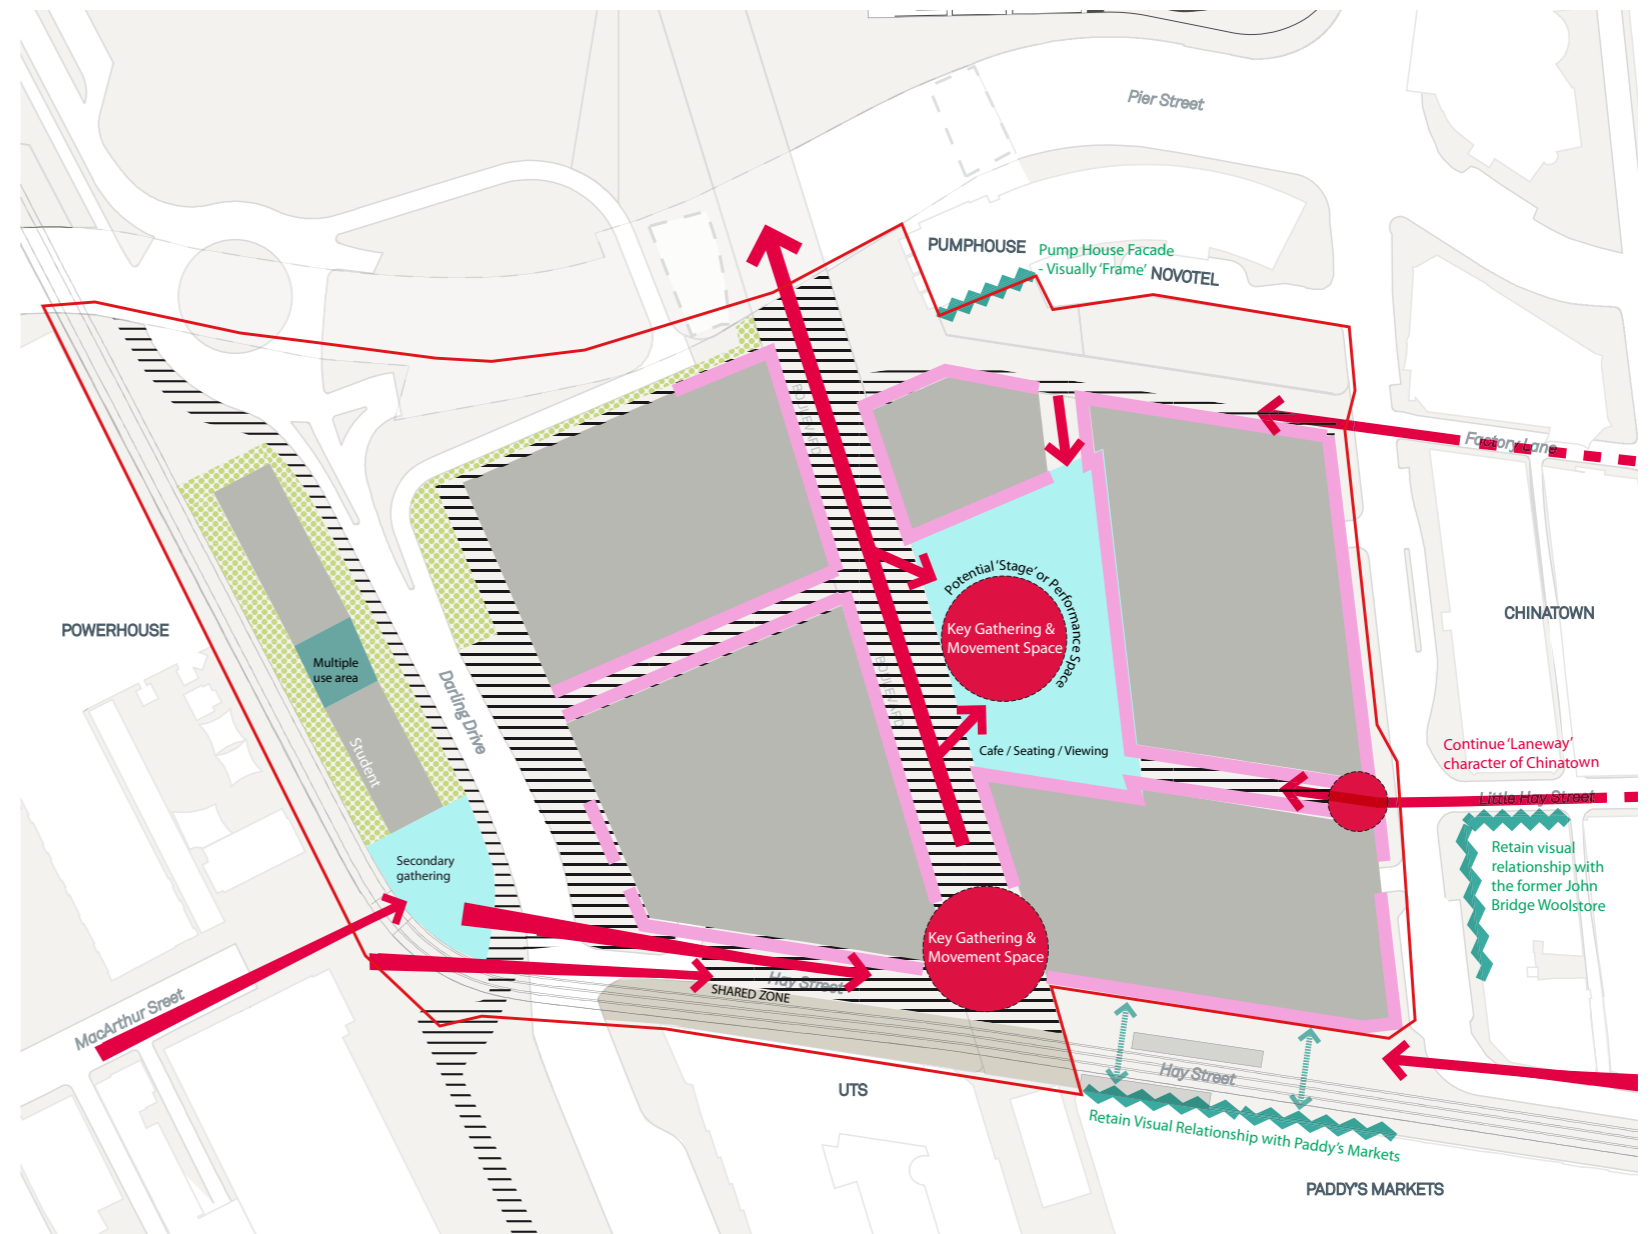 Pier Street
PUMPHOUSE
Pump House Facade
- Visually ‘Frame’
NOVOTEL
BOULEVARD
Factory Lane
Potential ‘Stage’ or Performance Space
Key Gathering &
Movement Space
CHINATOWN
POWERHOUSE
Multiple
use area
Darling Drive
BOULEVARD
Student
Cafe / Seating / Viewing
Continue ‘Laneway’
character of Chinatown
Little Hay Street
Retain visual
relationship with
the former John
Bridge Woolstore
Secondary
gathering
Key Gathering &
Movement Space
Hay Street
SHARED ZONE
MacArthur Sreet
Hay Street
UTS
Retain Visual Relationship with Paddy’s Markets
PADDY’S MARKETS